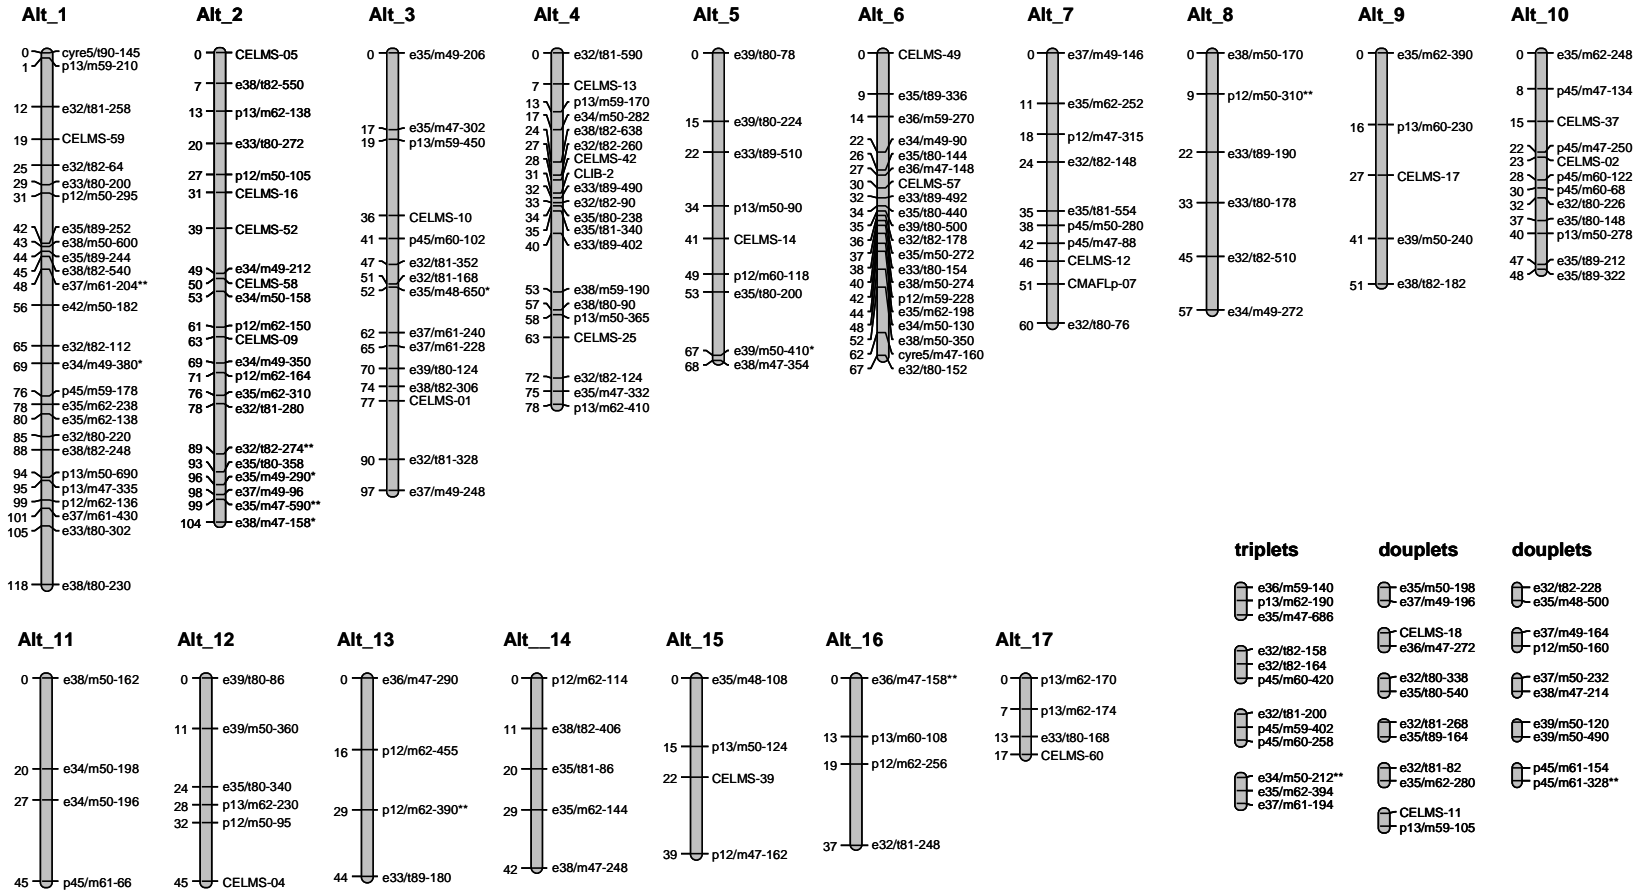 Alt_1
0 cyre5/t90-145
1 p13/m59-210
12 e32/t81-258
19 CELMS-59
25 e32/t82-64
29 e33/t80-200
31 p12/m50-295
42 e35/t89-252
43 e38/m50-600
44 e35/t89-244
45 e38/t82-540
48 e37/m61-204**
56 e42/m50-182
65 e32/t82-112
69 e34/m49-380*
76 p45/m59-178
78 e35/m62-238
80 e35/m62-138
85 e32/t80-220
88 e38/t82-248
94 p13/m50-690
95 p13/m47-335
99 p12/m62-136
101 e37/m61-430
105 e33/t80-302
118 e38/t80-230
Alt_2
0 CELMS-05
7 e38/t82-550
13 p13/m62-138
20 e33/t80-272
27 p12/m50-105
31 CELMS-16
39 CELMS-52
49 e34/m49-212
50 CELMS-58
53 e34/m50-158
61 p12/m62-150
63 CELMS-09
69 e34/m49-350
71 p12/m62-164
76 e35/m62-310
78 e32/t81-280
89 e32/t82-274**
93 e35/t80-358
96 e35/m49-290*
98 e37/m49-96
99 e35/m47-590**
104 e38/m47-158*
Alt_3
0 e35/m49-206
17 e35/m47-302
19 p13/m59-450
36 CELMS-10
41 p45/m60-102
47 e32/t81-352
51 e32/t81-168
52 e35/m48-650*
62 e37/m61-240
65 e37/m61-228
70 e39/t80-124
74 e38/t82-306
77 CELMS-01
90 e32/t81-328
97 e37/m49-248
Alt_4
0 e32/t81-590
7 CELMS-13
13 p13/m59-170
17 e34/m50-282
24 e38/t82-638
27 e32/t82-260
28 CELMS-42
31 CLIB-2
32 e33/t89-490
33 e32/t82-90
34 e35/t80-238
35 e35/t81-340
40 e33/t89-402
53 e38/m59-190
57 e38/t80-90
58 p13/m50-365
63 CELMS-25
72 e32/t82-124
75 e35/m47-332
78 p13/m62-410
Alt_5
0 e39/t80-78
15 e39/t80-224
22 e33/t89-510
34 p13/m50-90
41 CELMS-14
49 p12/m60-118
53 e35/t80-200
67 e39/m50-410*
68 e38/m47-354
Alt_6
0 CELMS-49
9 e35/t89-336
14 e36/m59-270
22 e34/m49-90
26 e35/t80-144
27 e36/m47-148
30 CELMS-57
32 e33/t89-492
34 e35/t80-440
35 e39/t80-500
36 e32/t82-178
37 e35/m50-272
38 e33/t80-154
40 e38/m50-274
42 p12/m59-228
44 e35/m62-198
48 e34/m50-130
52 e38/m50-350
62 cyre5/m47-160
67 e32/t80-152
Alt_7
0 e37/m49-146
11 e35/m62-252
18 p12/m47-315
24 e32/t82-148
35 e35/t81-554
38 p45/m50-280
42 p45/m47-88
46 CELMS-12
51 CMAFLp-07
60 e32/t80-76
Alt_8
0 e38/m50-170
9 p12/m50-310**
22 e33/t89-190
33 e33/t80-178
45 e32/t82-510
57 e34/m49-272
Alt_9
0 e35/m62-390
16 p13/m60-230
27 CELMS-17
41 e39/m50-240
51 e38/t82-182
Alt_10
0 e35/m62-248
8 p45/m47-134
15 CELMS-37
22 p45/m47-250
23 CELMS-02
28 p45/m60-122
30 p45/m60-68
32 e32/t80-226
37 e35/t80-148
40 p13/m50-278
47 e35/t89-212
48 e35/t89-322
Alt_11
0 e38/m50-162
20 e34/m50-198
27 e34/m50-196
45 p45/m61-66
Alt_12
0 e39/t80-86
11 e39/m50-360
24 e35/t80-340
28 p13/m62-230
32 p12/m50-95
45 CELMS-04
Alt_13
0 e36/m47-290
16 p12/m62-455
29 p12/m62-390**
44 e33/t89-180
Alt__14
0 p12/m62-114
11 e38/t82-406
20 e35/t81-86
29 e35/m62-144
42 e38/m47-248
Alt_15
0 e35/m48-108
15 p13/m50-124
22 CELMS-39
39 p12/m47-162
Alt_16
0 e36/m47-158**
13 p13/m60-108
19 p12/m62-256
37 e32/t81-248
Alt_17
0 p13/m62-170
7 p13/m62-174
13 e33/t80-168
17 CELMS-60
triplets
e36/m59-140
p13/m62-190
e35/m47-686
e32/t82-158
e32/t82-164
p45/m60-420
e32/t81-200
p45/m59-402
p45/m60-258
e34/m50-212**
e35/m62-394
e37/m61-194
douplets
e35/m50-198
e37/m49-196
CELMS-18
e36/m47-272
e32/t80-338
e35/t80-540
e32/t81-268
e35/t89-164
e32/t81-82
e35/m62-280
CELMS-11
p13/m59-105
douplets
e32/t82-228
e35/m48-500
e37/m49-164
p12/m50-160
e37/m50-232
e38/m47-214
e39/m50-120
e39/m50-490
p45/m61-154
p45/m61-328**